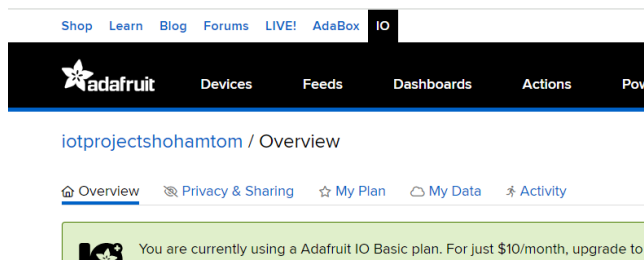 Shop Learn Blog Forums LIVE! AdaBox IO
adafruit Devices Feeds Dashboards Actions
iotprojectshohamtom / Overview
Overview Privacy & Sharing My Plan My Data Activity
You are currently using a Adafruit IO Basic plan. For just $10/month, upgrade to